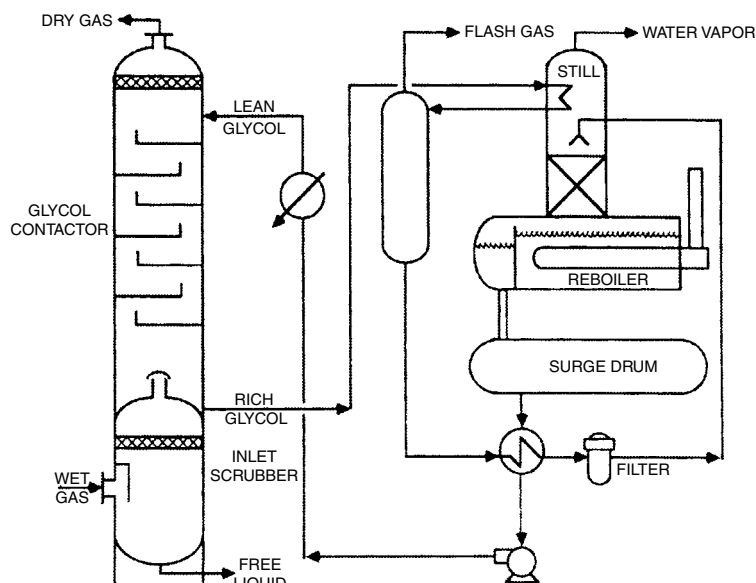 DRY GAS
FLASH GAS
WATER VAPOR
STILL
LEAN
GLYCOL
GLYCOL
CONTACTOR
REBOILER
SURGE DRUM
RICH
GLYCOL
INLET
SCRUBBER
FILTER
WET
GAS
FREE
LIQUID